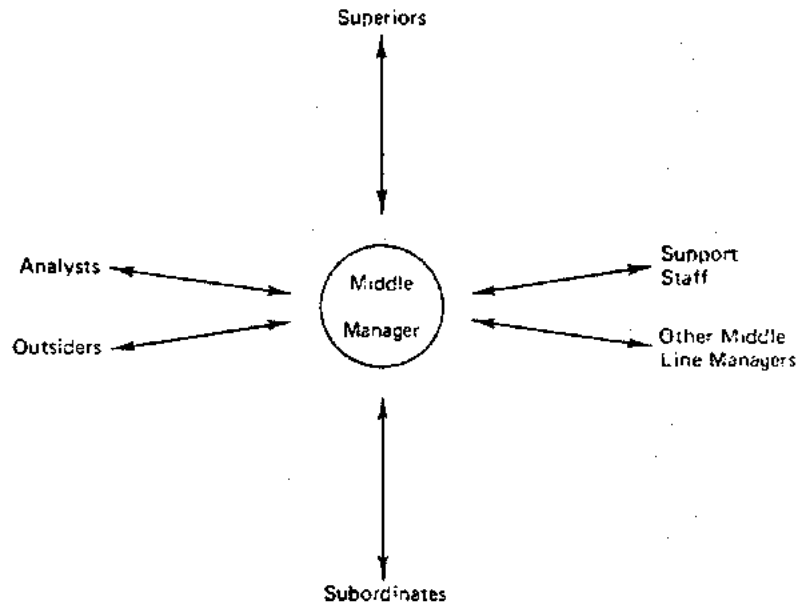 Superiors
Analysts
Outsiders
Middle
Manager
Support
Staff
Other Middle
Line Managers
Subordinates